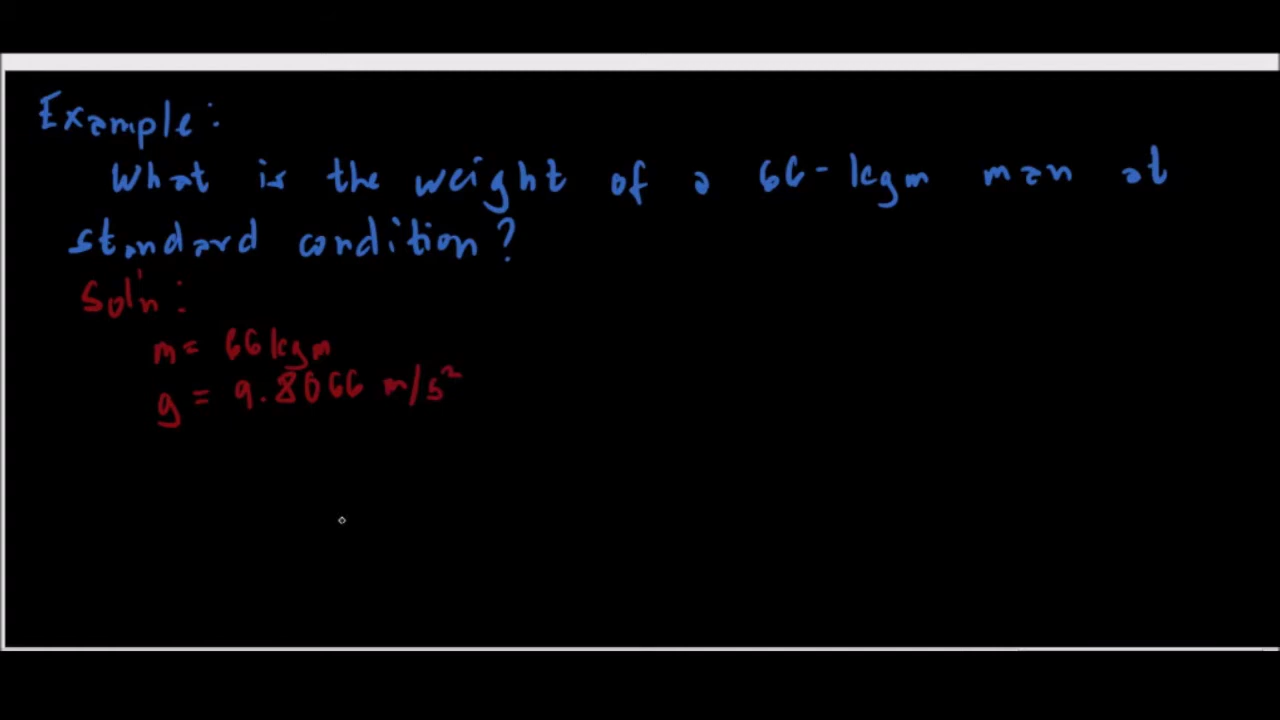 Example:
What is the weight of a 66-kgm man at
standard condition?
Sol'n:
m = 66 kgm
g = 9.8066 m/s²